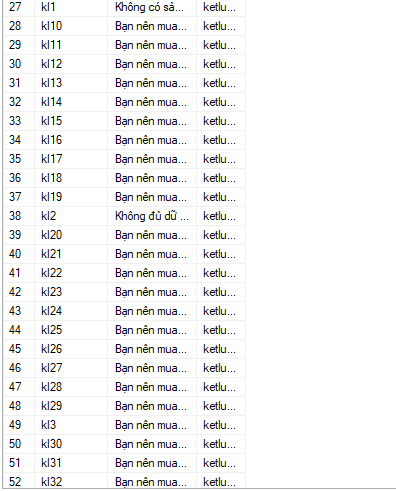 27 kl1 Không có sả... ketlu...
28 kl10 Bạn nên mua... ketlu...
29 kl11 Bạn nên mua... ketlu...
30 kl12 Bạn nên mua... ketlu...
31 kl13 Bạn nên mua... ketlu...
32 kl14 Bạn nên mua... ketlu...
33 kl15 Bạn nên mua... ketlu...
34 kl16 Bạn nên mua... ketlu...
35 kl17 Bạn nên mua... ketlu...
36 kl18 Bạn nên mua... ketlu...
37 kl19 Bạn nên mua... ketlu...
38 kl2 Không đủ dữ ... ketlu...
39 kl20 Bạn nên mua... ketlu...
40 kl21 Bạn nên mua... ketlu...
41 kl22 Bạn nên mua... ketlu...
42 kl23 Bạn nên mua... ketlu...
43 kl24 Bạn nên mua... ketlu...
44 kl25 Bạn nên mua... ketlu...
45 kl26 Bạn nên mua... ketlu...
46 kl27 Bạn nên mua... ketlu...
47 kl28 Bạn nên mua... ketlu...
48 kl29 Bạn nên mua... ketlu...
49 kl3 Bạn nên mua... ketlu...
50 kl30 Bạn nên mua... ketlu...
51 kl31 Bạn nên mua... ketlu...
52 kl32 Bạn nên mua... ketlu...